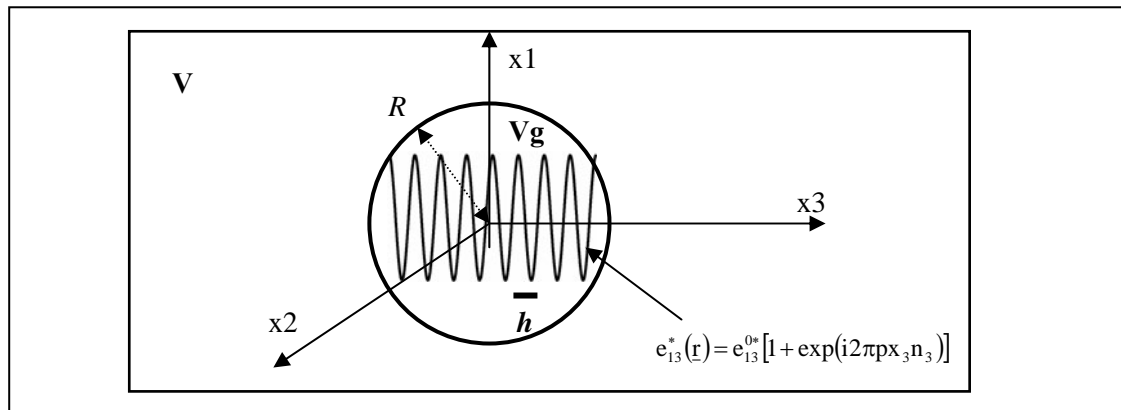 x1
V
R
Vg
x3
x2
h
e*₁₃(r) = e⁰*₁₃[1 + exp(i2πpx₃n₃)]